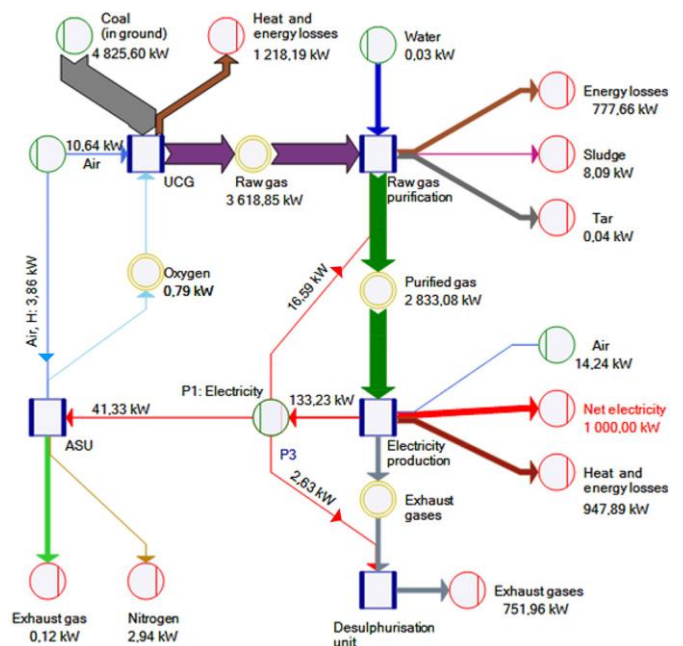 Coal
(in ground)
4 825,60 kW
Heat and
energy losses
1 218,19 kW
Water
0,03 kW
Energy losses
777,66 kW
10,64 kW
Air
UCG
Raw gas
3 618,85 kW
Raw gas
purification
Sludge
8,09 kW
Tar
0,04 kW
Air, H: 3,86 kW
Oxygen
0,79 kW
16,59 kW
Purified gas
2 833,08 kW
Air
14,24 kW
P1: Electricity
41,33 kW
133,23 kW
Net electricity
1 000,00 kW
ASU
P3
Electricity
production
2,63 kW
Heat and
energy losses
947,89 kW
Exhaust
gases
Exhaust gas
0,12 kW
Nitrogen
2,94 kW
Desulphurisation
unit
Exhaust gases
751,96 kW